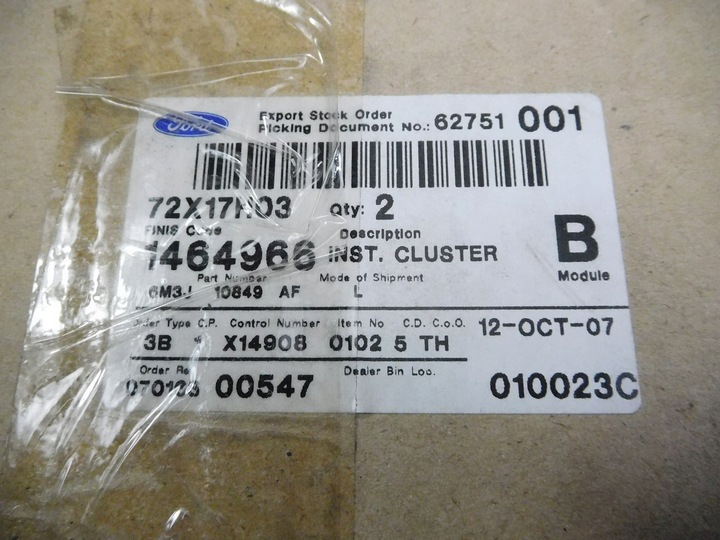 Ford
Export Stock Order
Picking Document No.: 62751 001
72X17H03 Qty: 2
FINIS Code Description
1464966 INST. CLUSTER
B
Module
Part Number Mode of Shipment
6M3J 10849 AF L
Order Type C.P. Control Number Item No C.D. C.o.O. 12-OCT-07
3B X14908 0102 5 TH
Order Dealer Bin Loc.
00547 010023C